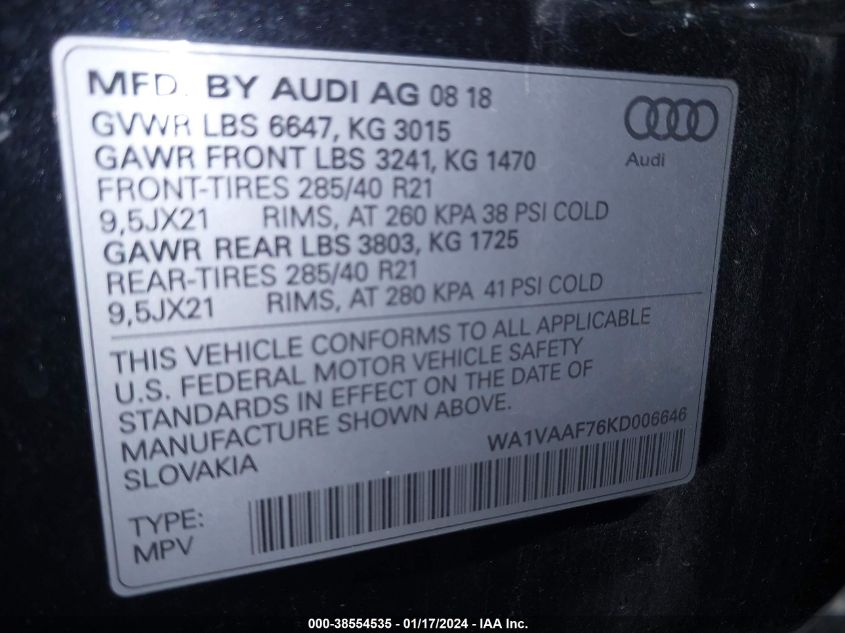 MFD. BY AUDI AG 08 18
GVWR LBS 6647, KG 3015
GAWR FRONT LBS 3241, KG 1470
FRONT-TIRES 285/40 R21
9,5JX21 RIMS, AT 260 KPA 38 PSI COLD
GAWR REAR LBS 3803, KG 1725
REAR-TIRES 285/40 R21
9,5JX21 RIMS, AT 280 KPA 41 PSI COLD
Audi
THIS VEHICLE CONFORMS TO ALL APPLICABLE
U.S. FEDERAL MOTOR VEHICLE SAFETY
STANDARDS IN EFFECT ON THE DATE OF
MANUFACTURE SHOWN ABOVE.
SLOVAKIA
WA1VAAF76KD006646
TYPE:
MPV
000-38554535 - 01/17/2024 - IAA Inc.